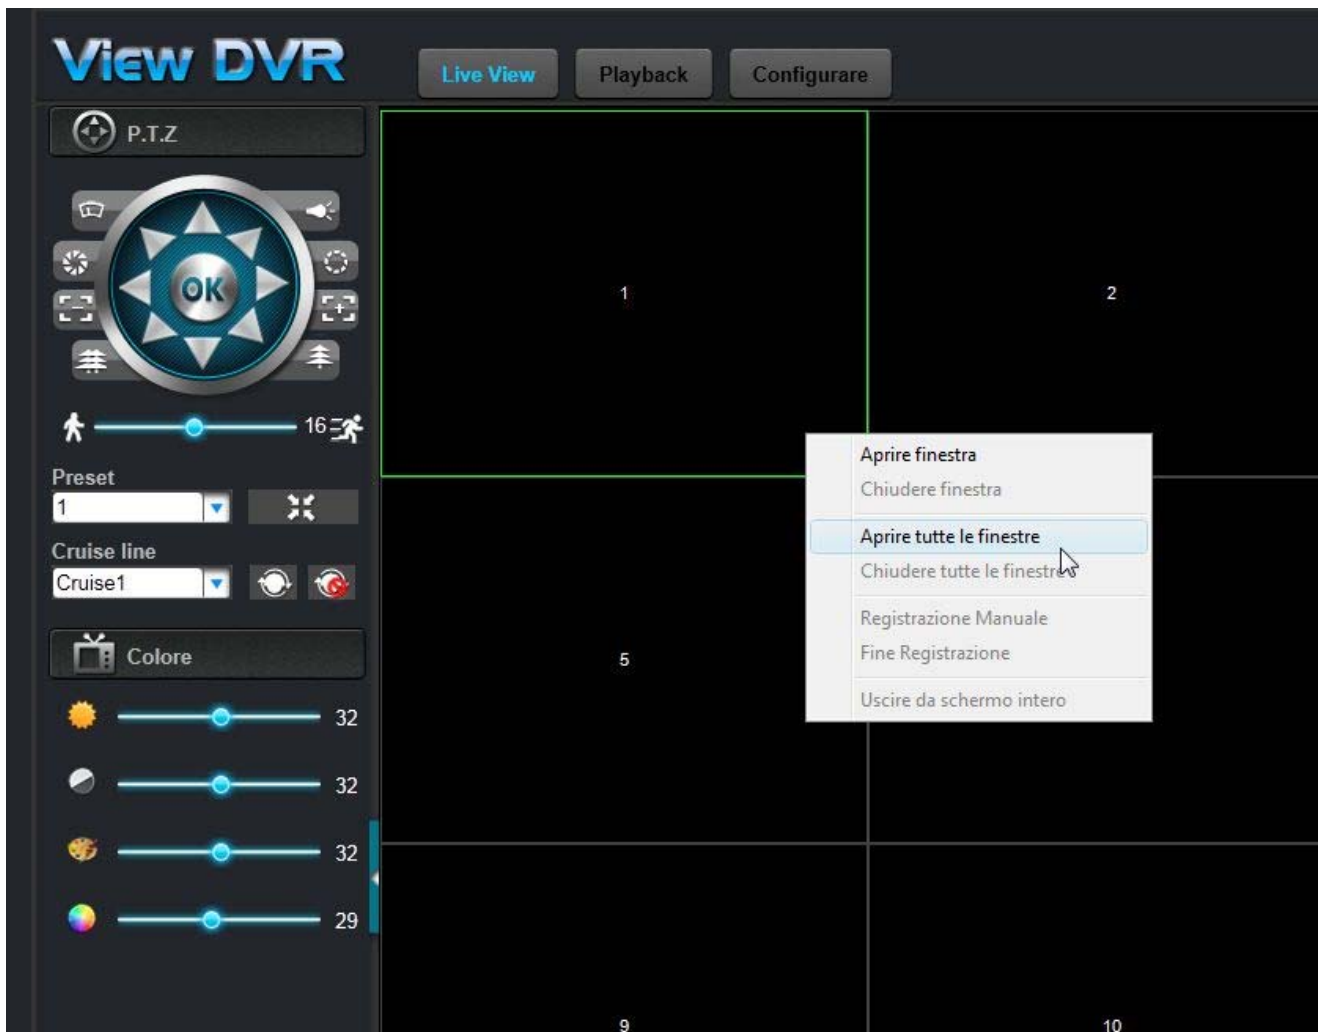 View DVR
Live View Playback Configurare
P.T.Z
OK
1 2
16
Preset
1
Cruise line
Cruise1
Aprire finestra
Chiudere finestra
Aprire tutte le finestre
Chiudere tutte le finestre
Registrazione Manuale
Fine Registrazione
Uscire da schermo intero
Colore
5
32
32
32
29
9 10